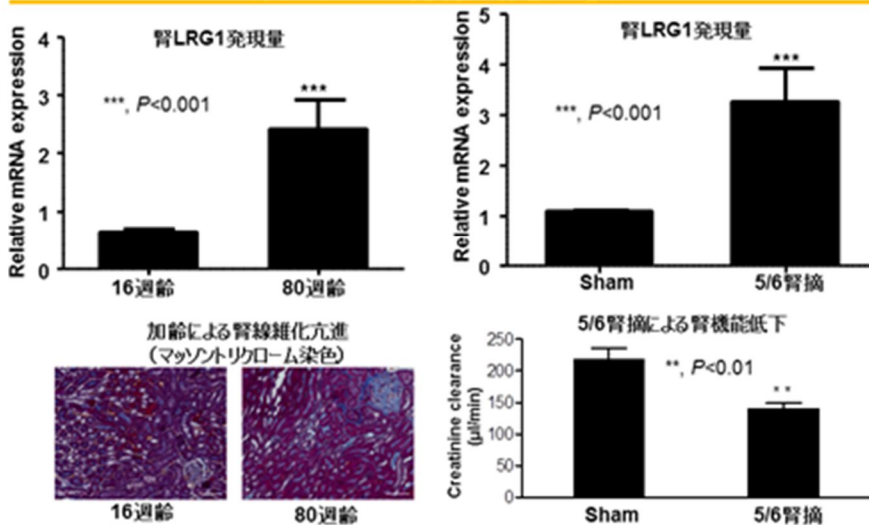 腎LRG1発現量
Relative mRNA expression
4
3
2
1
0
***, P<0.001
***
16週齢
80週齢
腎LRG1発現量
Relative mRNA expression
5
4
3
2
1
0
***, P<0.001
***
Sham
5/6腎摘
加齢による腎線維化亢進
(マッソントリクローム染色)
16週齢
80週齢
5/6腎摘による腎機能低下
Creatinine clearance
(μl/min)
250
200
150
100
50
0
**, P<0.01
**
Sham
5/6腎摘